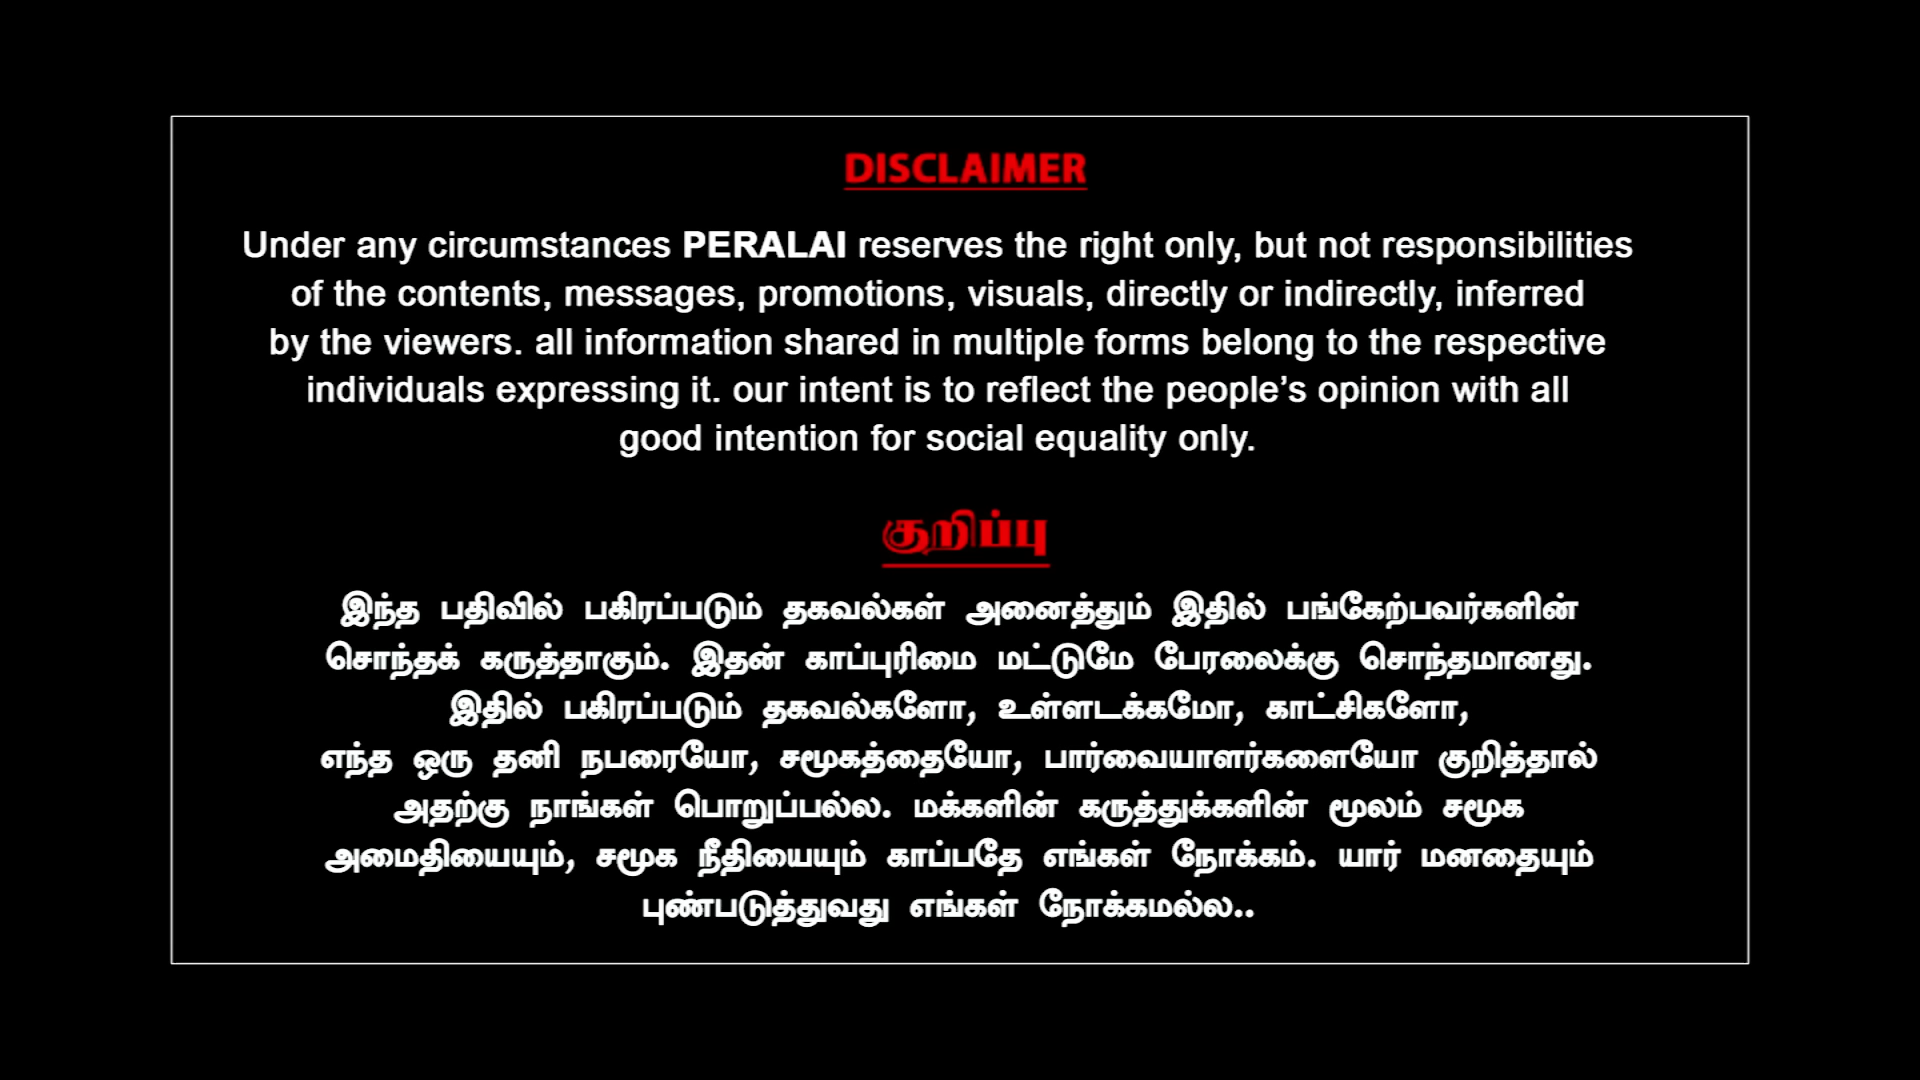 DISCLAIMER
Under any circumstances PERALAI reserves the right only, but not responsibilities
of the contents, messages, promotions, visuals, directly or indirectly, inferred
by the viewers. all information shared in multiple forms belong to the respective
individuals expressing it. our intent is to reflect the people’s opinion with all
good intention for social equality only.
குறிப்பு
இந்த பதிவில் பகிரப்படும் தகவல்கள் அனைத்தும் இதில் பங்கேற்பவர்களின்
சொந்தக் கருத்தாகும். இதன் காப்புரிமை மட்டுமே பேரலைக்கு சொந்தமானது.
இதில் பகிரப்படும் தகவல்களோ, உள்ளடக்கமோ, காட்சிகளோ,
எந்த ஒரு தனி நபரையோ, சமூகத்தையோ, பார்வையாளர்களையோ குறித்தால்
அதற்கு நாங்கள் பொறுப்பல்ல. மக்களின் கருத்துக்களின் மூலம் சமூக
அமைதியையும், சமூக நீதியையும் காப்பதே எங்கள் நோக்கம். யார் மனதையும்
புண்படுத்துவது எங்கள் நோக்கமல்ல..